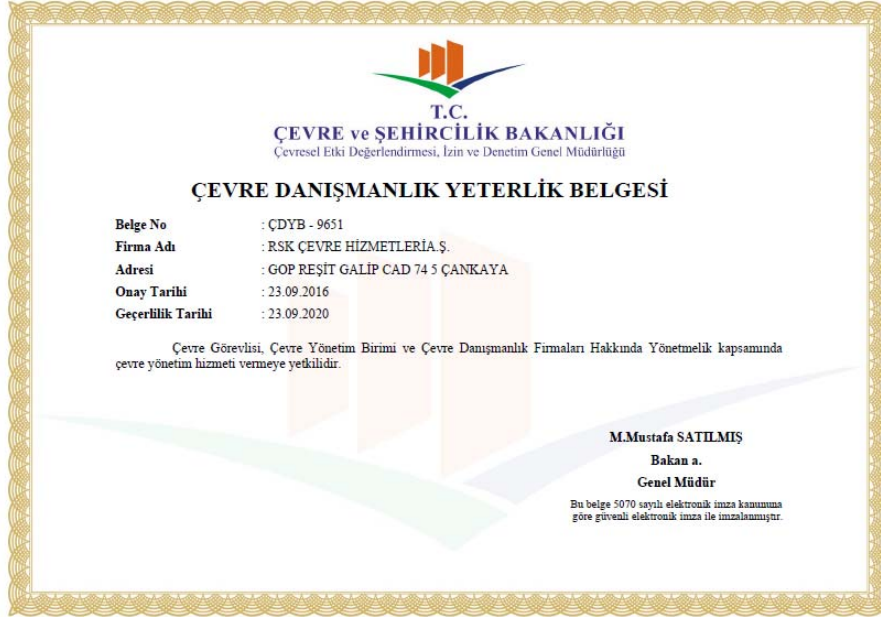 T.C.
ÇEVRE ve ŞEHİRCİLİK BAKANLIĞI
Çevresel Etki Değerlendirmesi, İzin ve Denetim Genel Müdürlüğü
ÇEVRE DANIŞMANLIK YETERLİK BELGESİ
Belge No : ÇDYB - 9651
Firma Adı : RSK ÇEVRE HİZMETLERİA.Ş.
Adresi : GOP REŞİT GALİP CAD 74 5 ÇANKAYA
Onay Tarihi : 23.09.2016
Geçerlilik Tarihi : 23.09.2020
Çevre Görevlisi, Çevre Yönetim Birimi ve Çevre Danışmanlık Firmaları Hakkında Yönetmelik kapsamında
çevre yönetim hizmeti vermeye yetkilidir.
M.Mustafa SATILMIŞ
Bakan a.
Genel Müdür
Bu belge 5070 sayılı elektronik imza kanununa
göre güvenli elektronik imza ile imzalanmıştır.